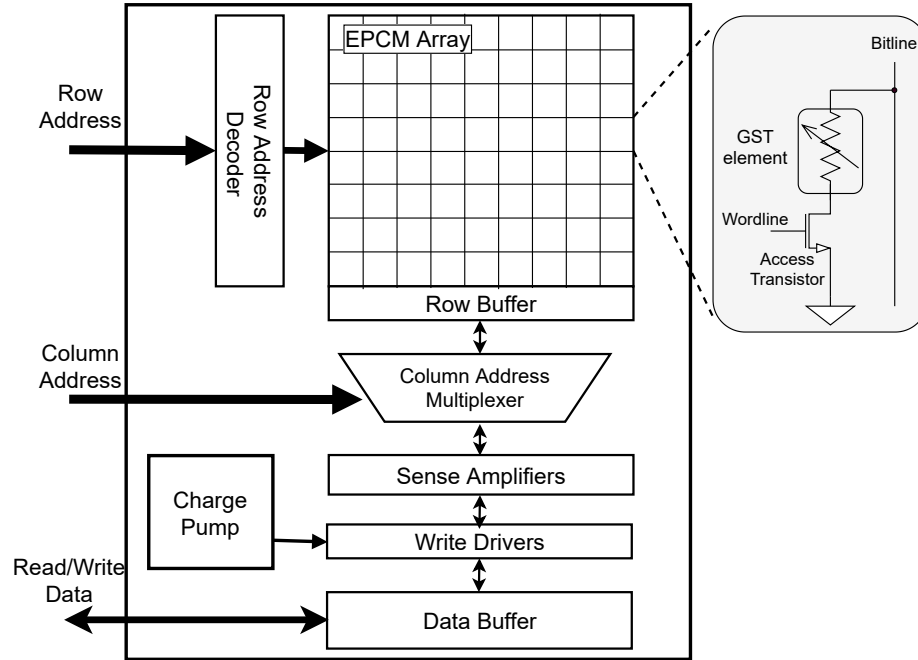 EPCM Array
Row
Address
Row Address
Decoder
Bitline
GST
element
Wordline
Access
Transistor
Row Buffer
Column
Address
Column Address
Multiplexer
Sense Amplifiers
Charge
Pump
Write Drivers
Read/Write
Data
Data Buffer